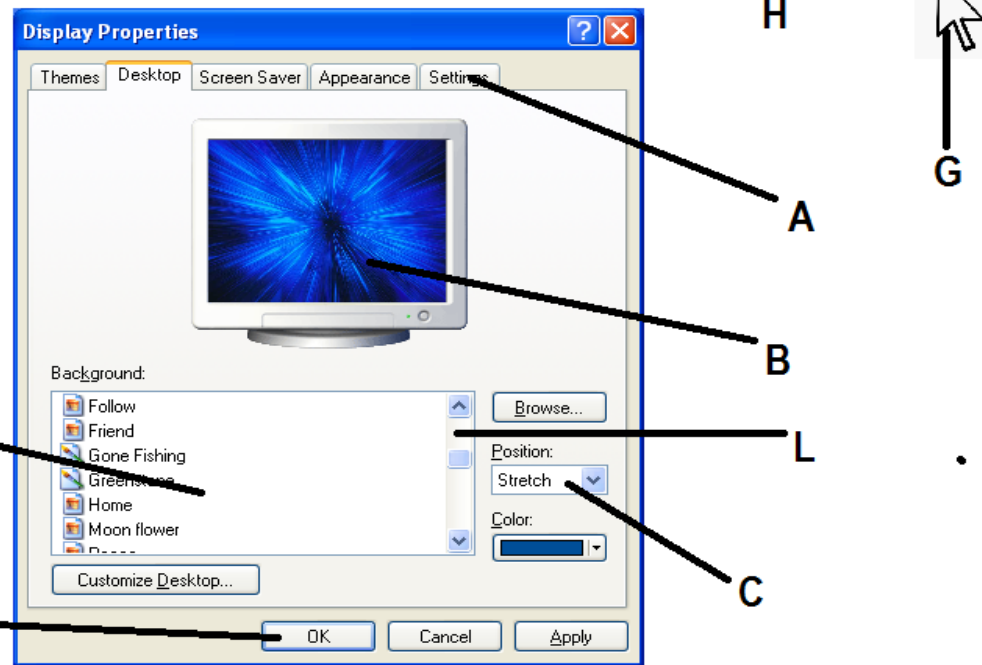 Display Properties
?
H
Themes Desktop Screen Saver Appearance Settings
G
A
B
Background:
Follow
Friend
Gone Fishing
Greenstone
Home
Moon flower
Browse...
L
Position:
Stretch
Color:
Customize Desktop...
C
OK Cancel Apply